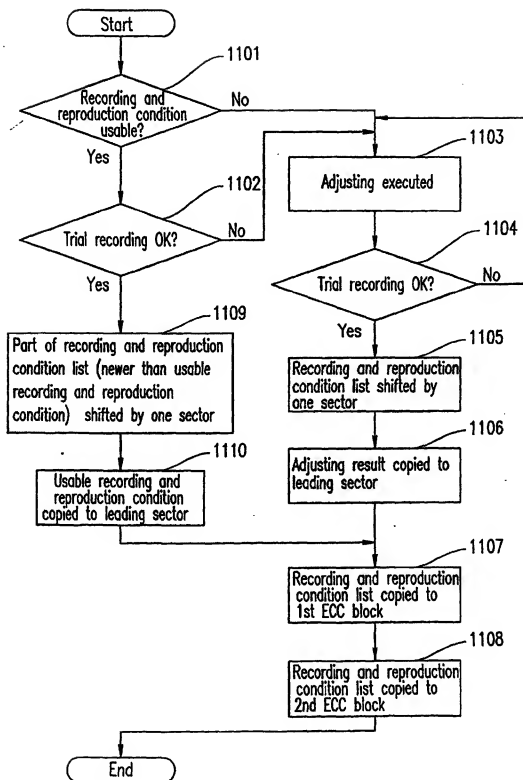 Start
1101
Recording and
reproduction condition
usable?
No
Yes
1102
Trial recording OK?
No
Yes
1103
Adjusting executed
1104
Trial recording OK?
No
Yes
1109
Part of recording and reproduction
condition list (newer than usable
recording and reproduction
condition) shifted by one sector
1105
Recording and reproduction
condition list shifted by
one sector
1110
Usable recording and
reproduction condition
copied to leading sector
1106
Adjusting result copied to
leading sector
1107
Recording and reproduction
condition list copied to
1st ECC block
1108
Recording and reproduction
condition list copied to
2nd ECC block
End